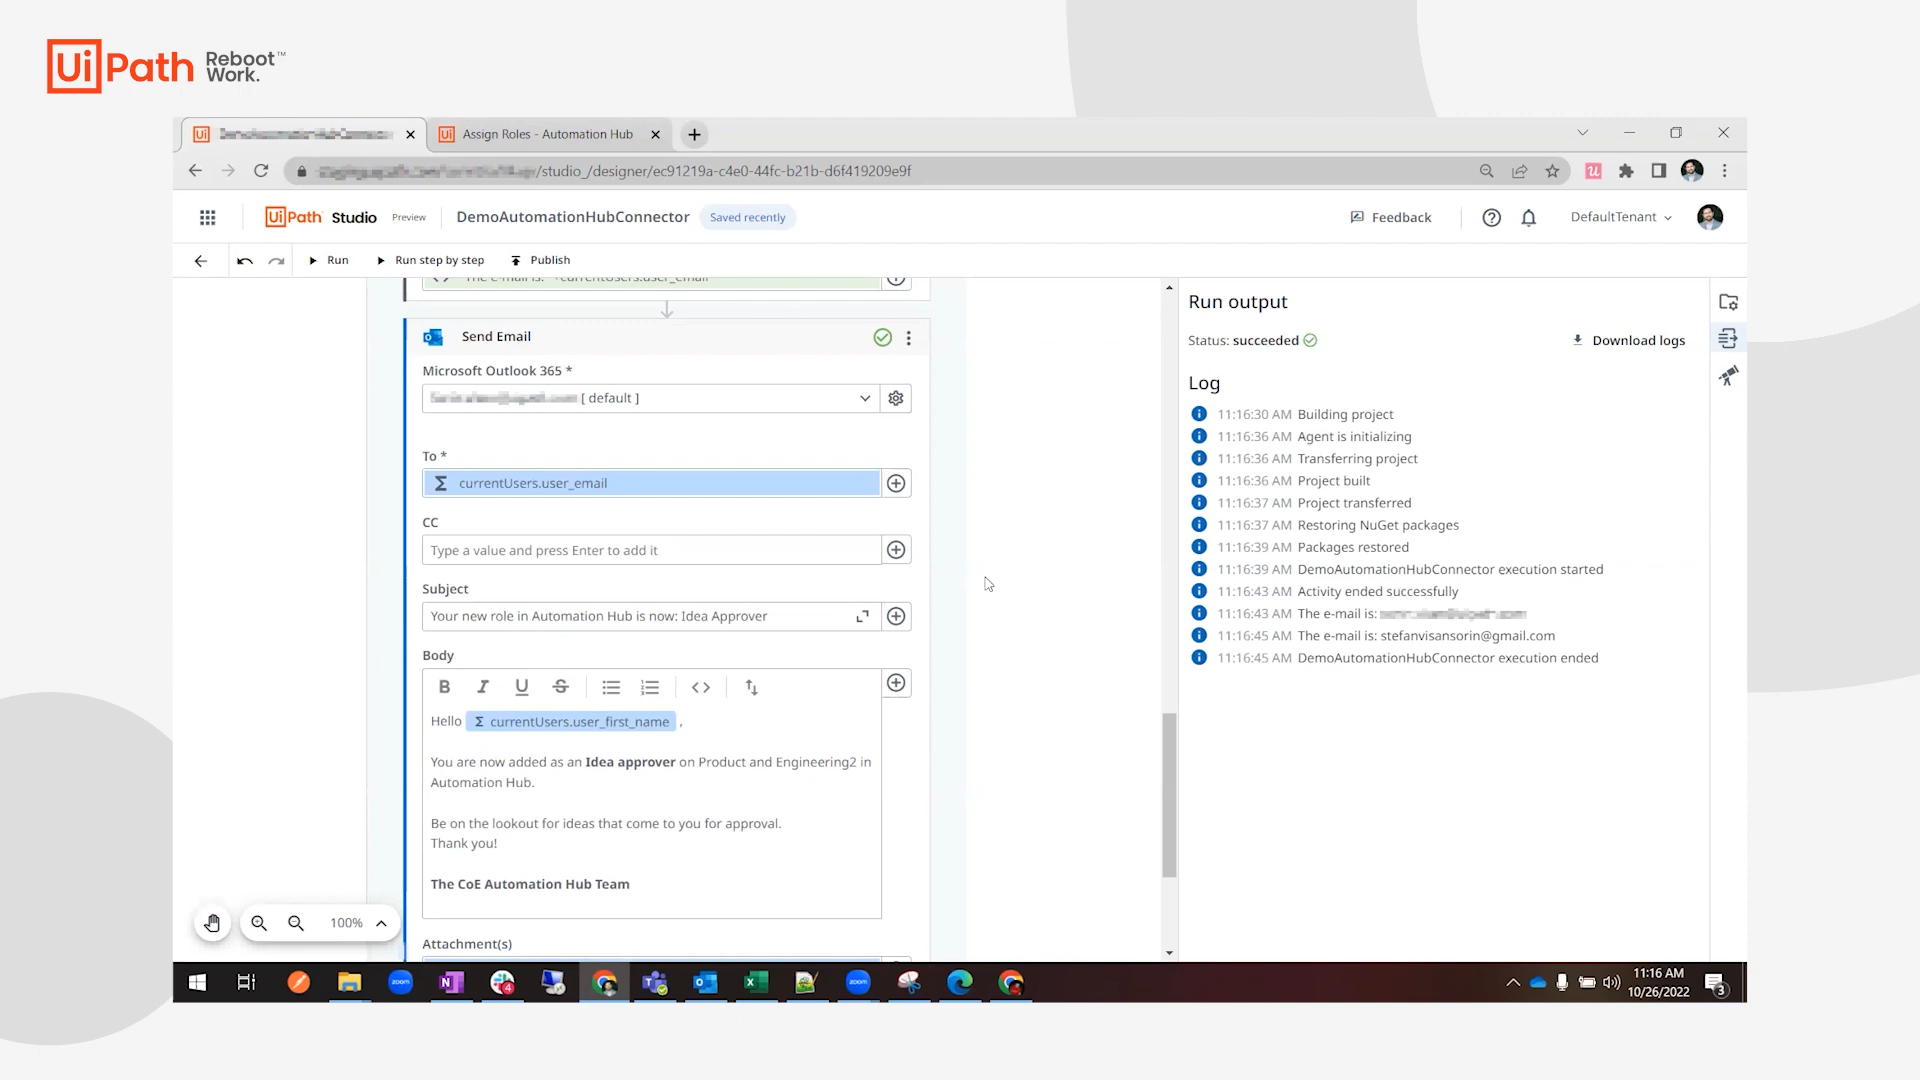 UiPath Reboot Work.™
Assign Roles - Automation Hub
/studio_/designer/ec91219a-c4e0-44fc-b21b-d6f419209e9f
UiPath Studio Preview DemoAutomationHubConnector Saved recently Feedback DefaultTenant
Run Run step by step Publish
The e-mail is: "+currentUsers.user_email
Send Email
Microsoft Outlook 365 *
[ default ]
To *
currentUsers.user_email
CC
Type a value and press Enter to add it
Subject
Your new role in Automation Hub is now: Idea Approver
Body
B I U S
Hello Σ currentUsers.user_first_name ,
You are now added as an Idea approver on Product and Engineering2 in
Automation Hub.
Be on the lookout for ideas that come to you for approval.
Thank you!
The CoE Automation Hub Team
Attachment(s)
100%
Run output
Status: succeeded Download logs
Log
11:16:30 AM Building project
11:16:36 AM Agent is initializing
11:16:36 AM Transferring project
11:16:36 AM Project built
11:16:37 AM Project transferred
11:16:37 AM Restoring NuGet packages
11:16:39 AM Packages restored
11:16:39 AM DemoAutomationHubConnector execution started
11:16:43 AM Activity ended successfully
11:16:43 AM The e-mail is:
11:16:45 AM The e-mail is: stefanvisansorin@gmail.com
11:16:45 AM DemoAutomationHubConnector execution ended
11:16 AM
10/26/2022
3